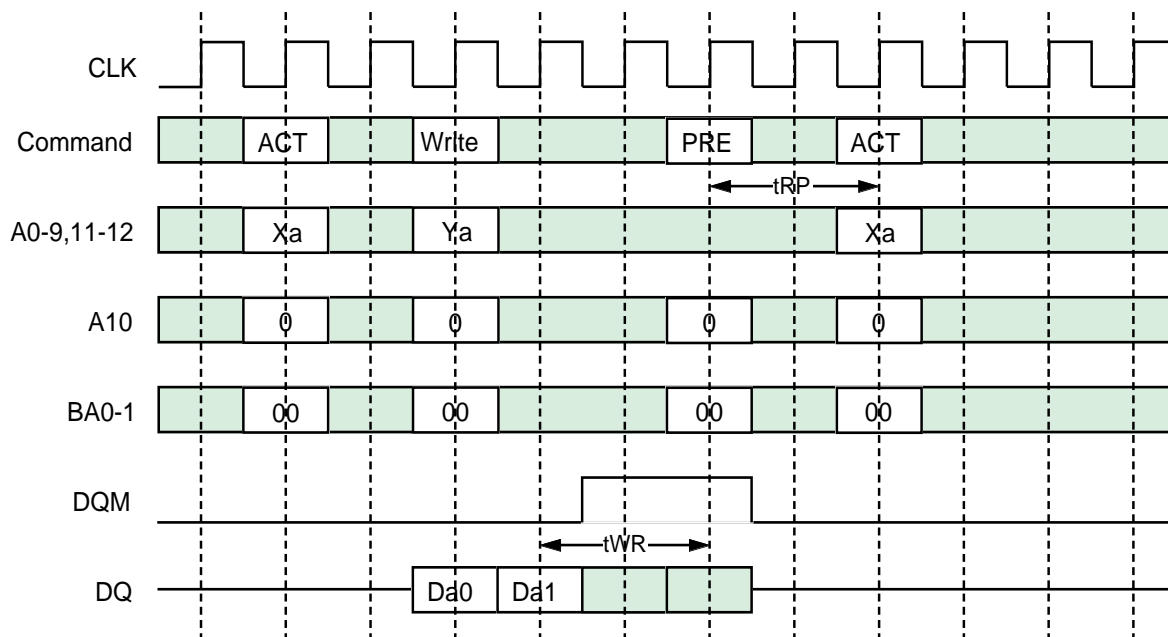 CLK
Command ACT Write PRE ACT
tRP
A0-9,11-12 Xa Ya Xa
A10 0 0 0 0
BA0-1 00 00 00 00
DQM
tWR
DQ Da0 Da1